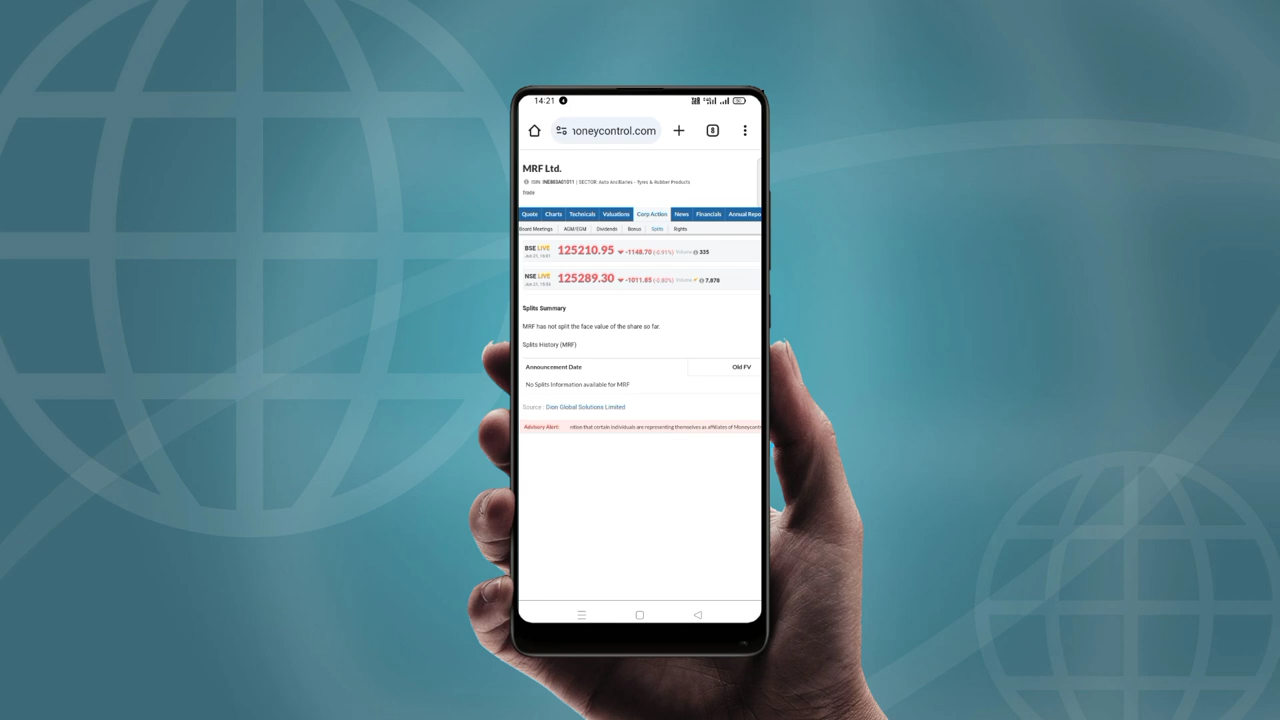 14:21
oneycontrol.com
8
MRF Ltd.
ISIN: INE883A01011 | SECTOR: Auto Ancillaries - Tyres & Rubber Products
Trade
Quote Charts Technicals Valuations Corp Action News Financials Annual Repo
Board Meetings AGM/EGM Dividends Bonus Splits Rights
BSE LIVE 125210.95 -1148.70 (-0.91%) Volume 335
NSE LIVE 125289.30 -1011.85 (-0.80%) Volume 7,878
Splits Summary
MRF has not split the face value of the share so far.
Splits History (MRF)
Announcement Date Old FV
No Splits Information available for MRF
Source : Dion Global Solutions Limited
Advisory Alert: ntion that certain individuals are representing themselves as affiliates of Moneycont